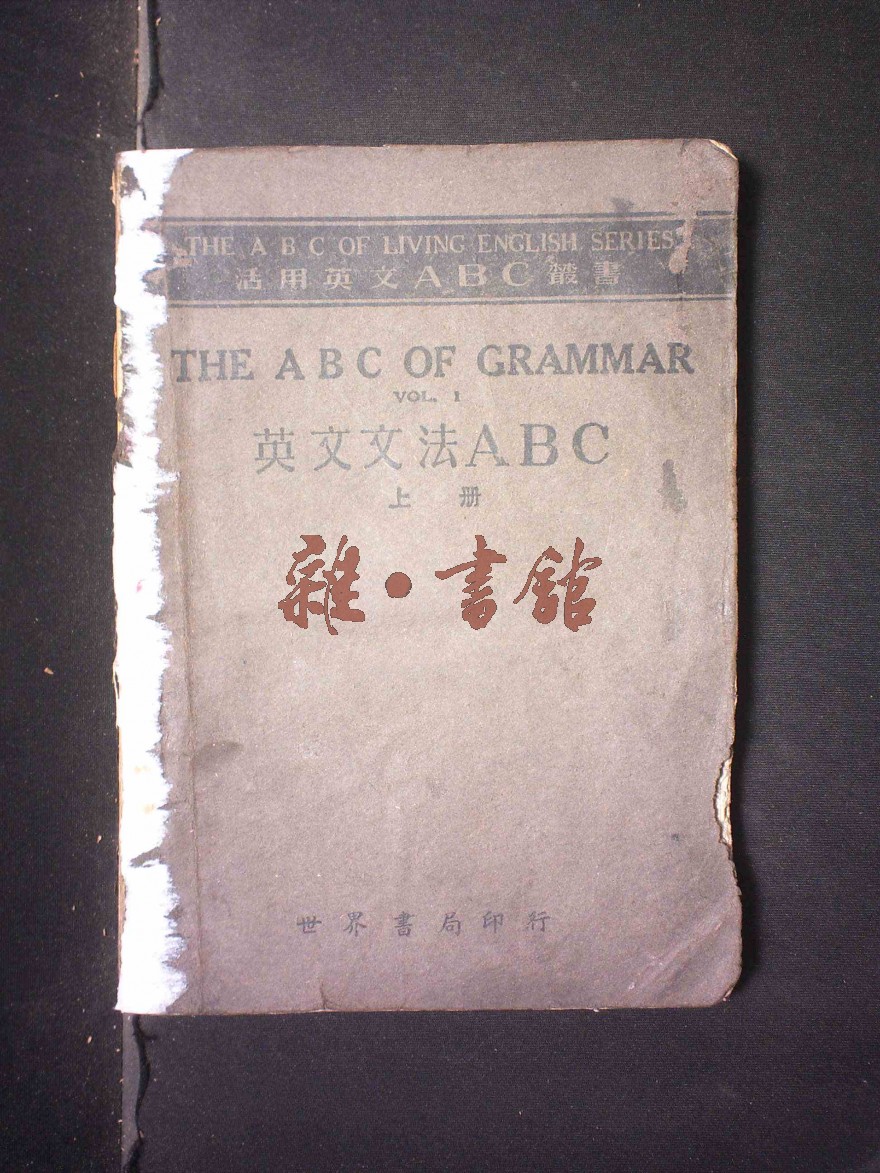 THE A B C OF LIVING ENGLISH SERIES
活用英文ABC叢書
THE A B C OF GRAMMAR
VOL. 1
英文文法ABC
上册
雜·書館
世界書局印行